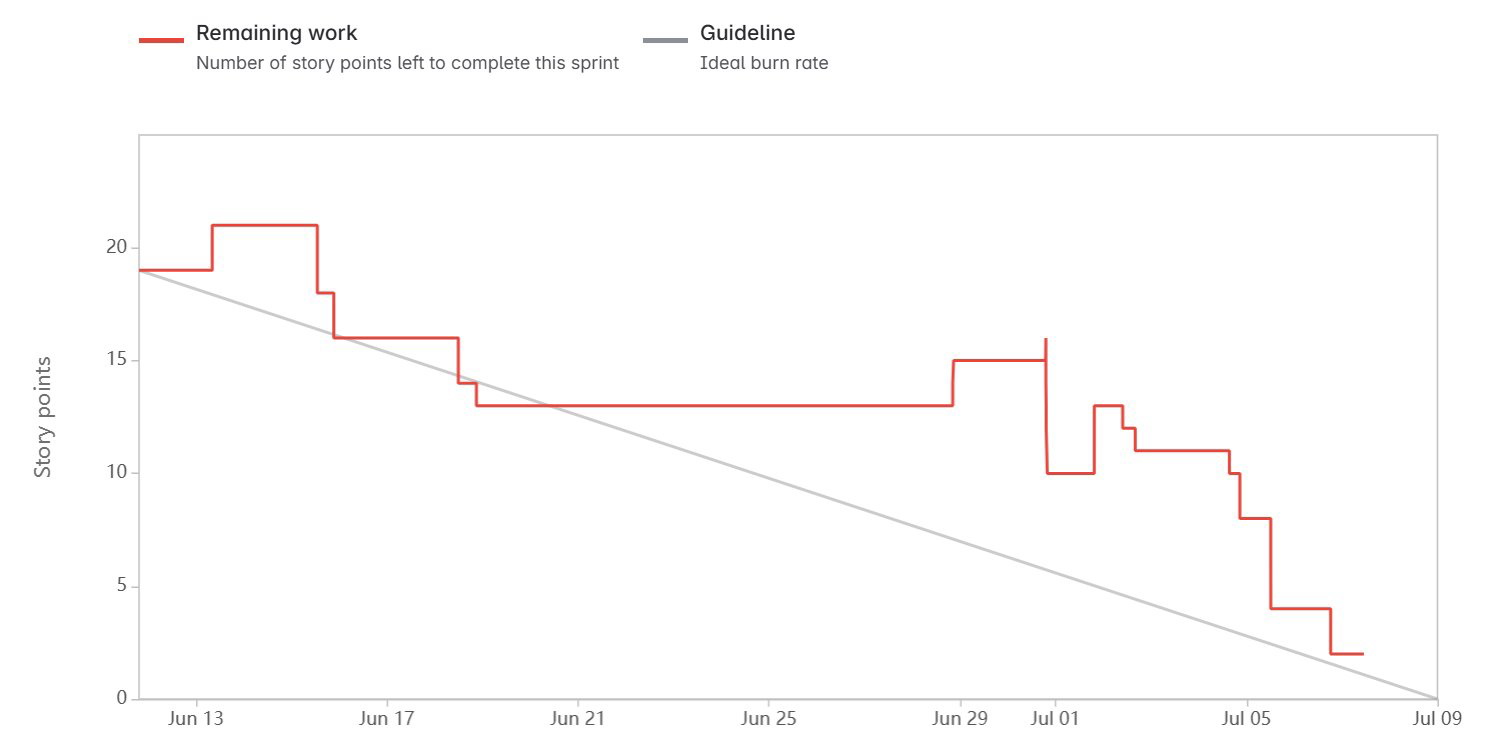 Remaining work
Number of story points left to complete this sprint
Guideline
Ideal burn rate
Story points
20
15
10
5
0
Jun 13
Jun 17
Jun 21
Jun 25
Jun 29
Jul 01
Jul 05
Jul 09